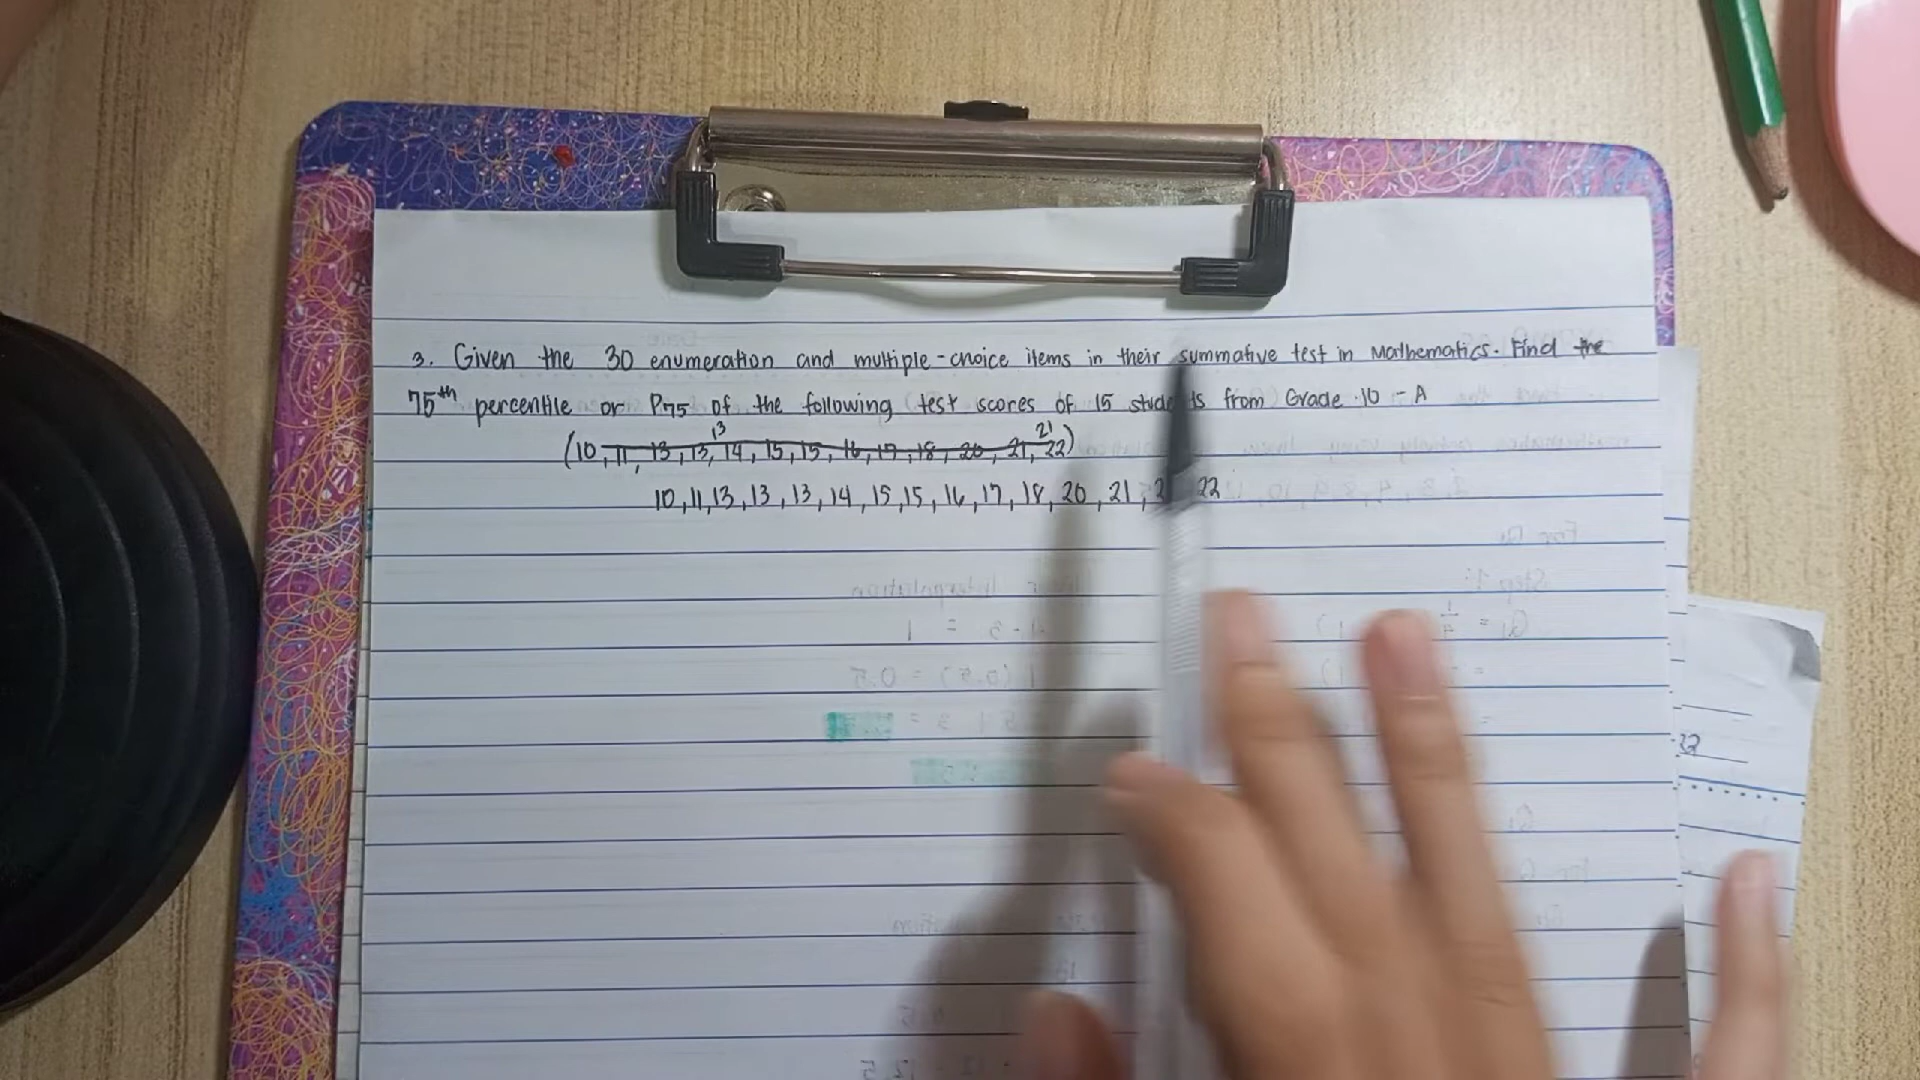 3. Given the 30 enumeration and multiple-choice items in their summative test in Mathematics. Find the
75th percentile or P75 of the following test scores of 15 students from Grade 10 - A
13 21
(10, 11, 13, 13, 14, 15, 15, 16, 17, 18, 20, 21, 22)
10, 11, 13, 13, 13, 14, 15, 15, 16, 17, 18, 20, 21, 22
32